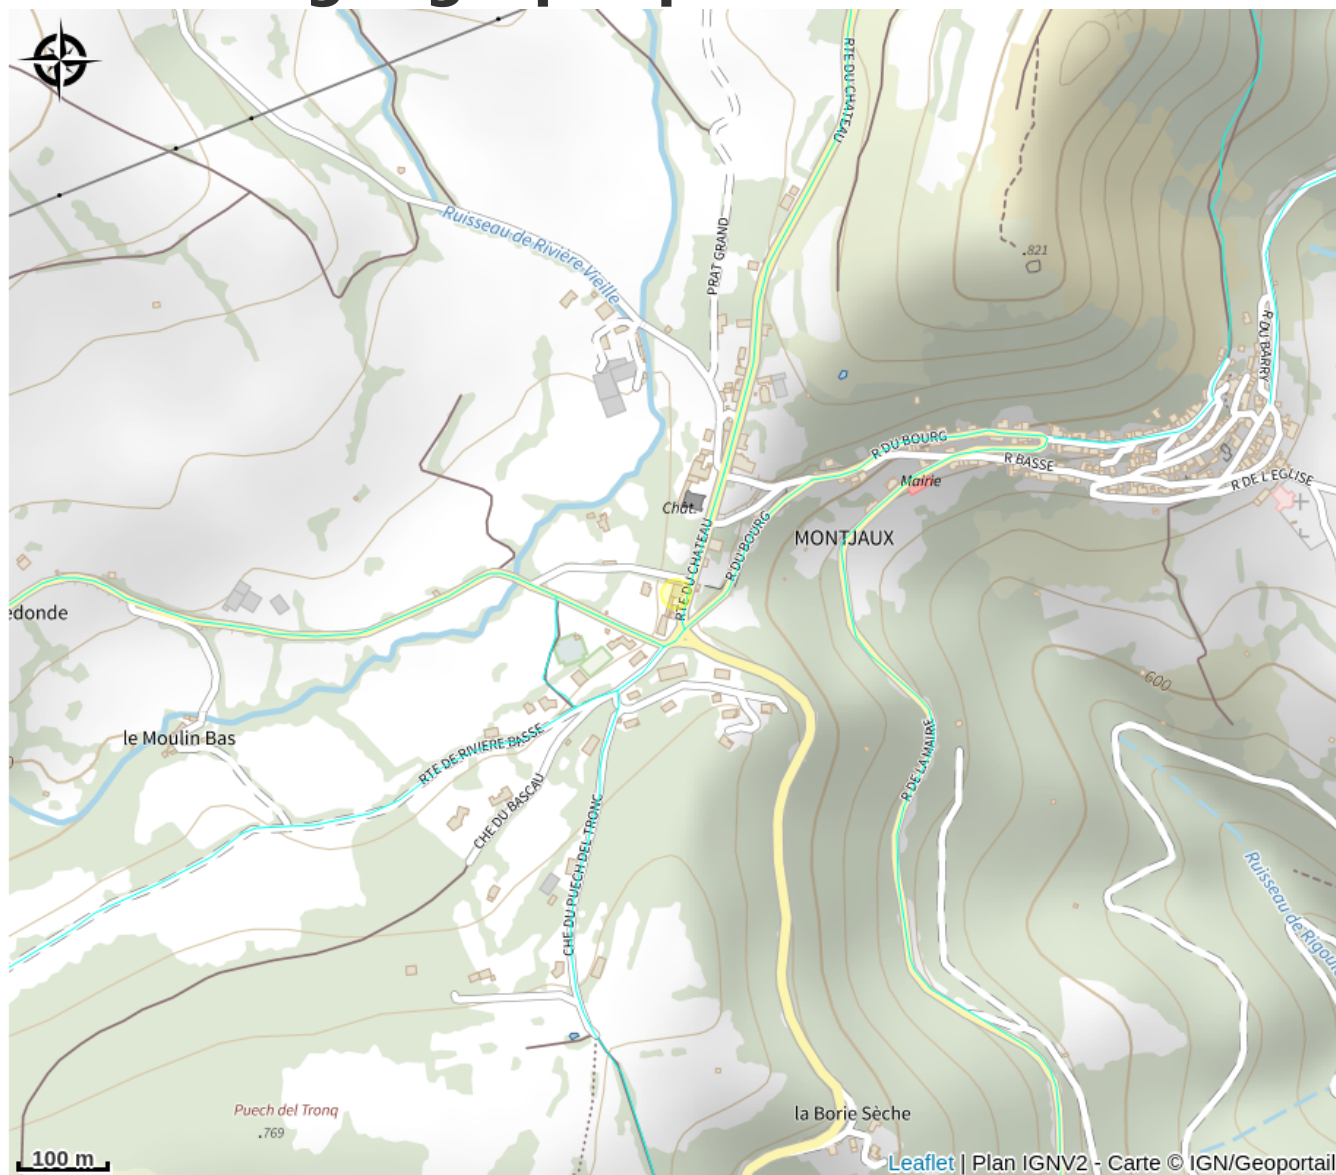 RTE DU CHATEAU
Ruisseau de Rivière Vieille
PRAT GRAND
.821
R DU BARRY
R DU BOURG
R BASSE
Mairie
R DE L'EGLISE
Chât.
RTE DU CHATEAU
R DU BOURG
MONTJAUX
edonde
600
le Moulin Bas
RTE DE RIVIERE BASSE
CHE DU BASCAU
R DE LA MAIRIE
CHE DU PUECH DEL TRONC
Ruisseau de Rigoul
Puech del Tronq
.769
la Borie Sèche
100 m
Leaflet | Plan IGNV2 - Carte © IGN/Geoportail